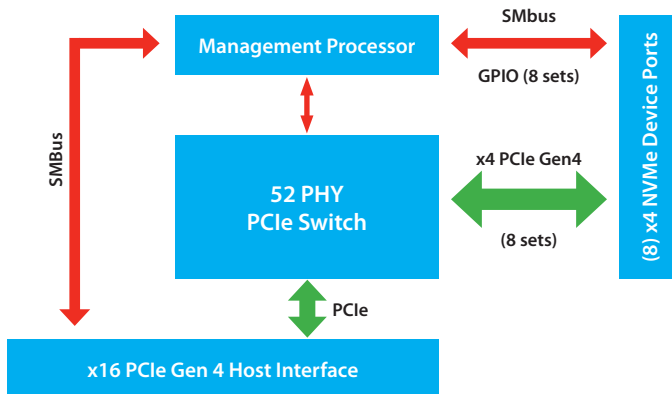 SMbus
Management Processor
GPIO (8 sets)
SMBus
x4 PCIe Gen4
52 PHY
PCIe Switch
(8 sets)
(8) x4 NVMe Device Ports
PCIe
x16 PCIe Gen 4 Host Interface